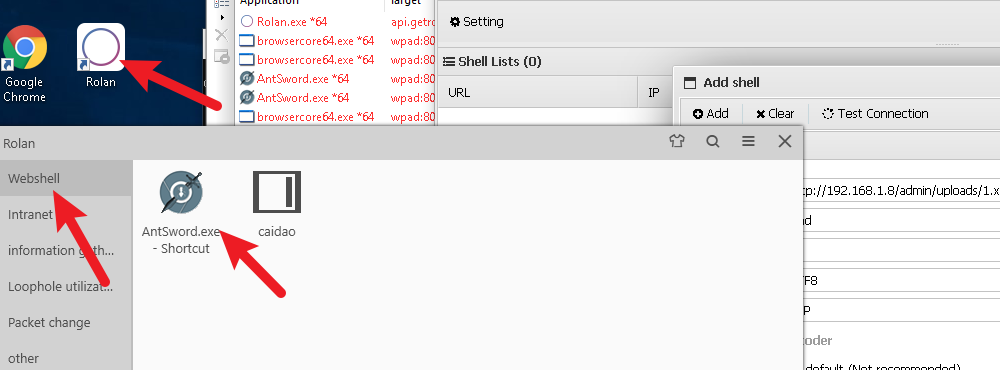 Google
Chrome
Rolan
Application
Target
Rolan.exe *64
api.getro
browsercore64.exe *64
wpad:80
browsercore64.exe *64
wpad:80
AntSword.exe *64
wpad:80
AntSword.exe *64
wpad:80
browsercore64.exe *64
wpad:80
Setting
Shell Lists (0)
URL
IP
Add shell
Add
Clear
Test Connection
tp://192.168.1.8/admin/uploads/1.x
nd
F8
P
coder
default (Not recommended)
Rolan
Webshell
Intranet
information gath...
Loophole utilizat...
Packet change
other
AntSword.exe
- Shortcut
caidao